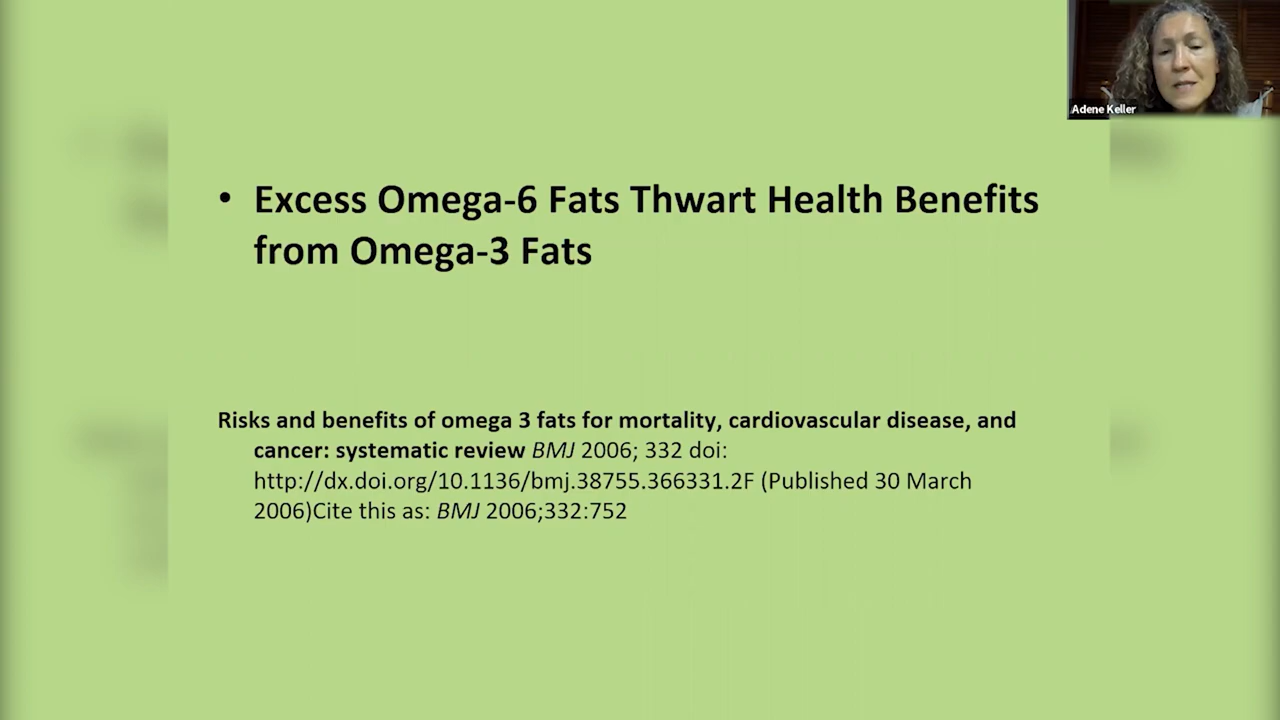 Adene Keller
• Excess Omega-6 Fats Thwart Health Benefits
from Omega-3 Fats
Risks and benefits of omega 3 fats for mortality, cardiovascular disease, and
cancer: systematic review BMJ 2006; 332 doi:
http://dx.doi.org/10.1136/bmj.38755.366331.2F (Published 30 March
2006)Cite this as: BMJ 2006;332:752